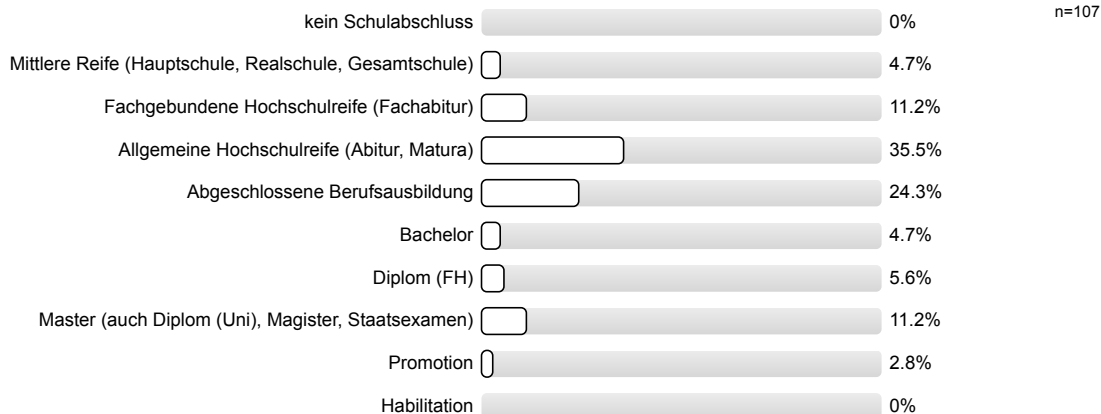 kein Schulabschluss 0% n=107
Mittlere Reife (Hauptschule, Realschule, Gesamtschule) 4.7%
Fachgebundene Hochschulreife (Fachabitur) 11.2%
Allgemeine Hochschulreife (Abitur, Matura) 35.5%
Abgeschlossene Berufsausbildung 24.3%
Bachelor 4.7%
Diplom (FH) 5.6%
Master (auch Diplom (Uni), Magister, Staatsexamen) 11.2%
Promotion 2.8%
Habilitation 0%